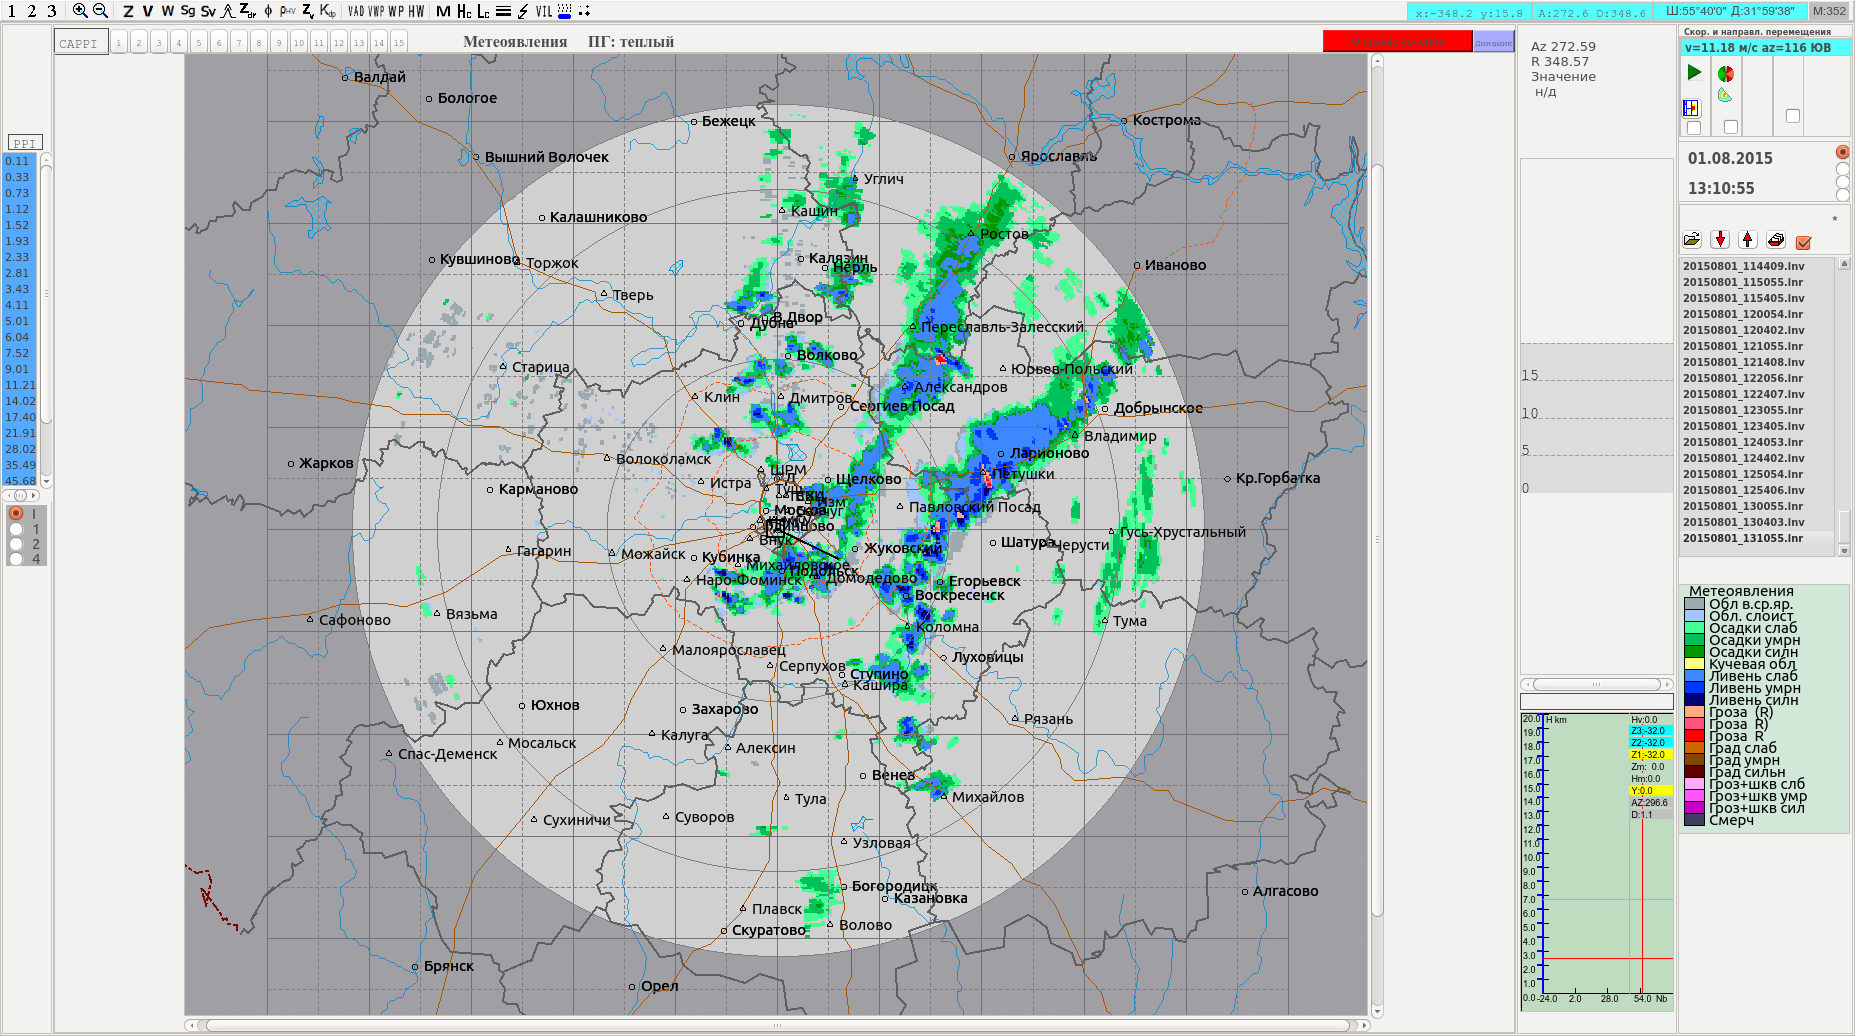 1 2 3 Z V W Sg Sv Zdr ϕ ρHV Zv Kdp VAD VWP WP HW M Hc Lc VIL
x:-348.2 y:15.8 A:272.6 D:348.6 Ш:55°40'0" Д:31°59'38" M:352
CAPPI 1 2 3 4 5 6 7 8 9 10 11 12 13 14 15
Метеоявления ПГ: теплый
Динамик
PPI
0.11
0.33
0.73
1.12
1.52
1.93
2.33
2.81
3.43
4.11
5.01
6.04
7.52
9.01
11.21
14.02
17.40
21.91
28.02
35.49
45.68
I
1
2
4
Валдай
Бологое
Бежецк
Кострома
Вышний Волочек
Ярославль
Углич
Кашин
Калашниково
Ростов
Кувшиново
Торжок
Калязин
Нерль
Иваново
Тверь
В.Двор
Дубна
Переславль-Залесский
Волково
Старица
Юрьев-Польский
Александров
Клин
Дмитров
Сергиев Посад
Добрынское
Владимир
Жарков
Волоколамск
Ларионово
ШРМ
Петушки
Карманово
Истра
Щелково
Кр.Горбатка
Павловский Посад
Москва
Одинцово
Гусь-Хрустальный
Внук
Шатура
Черусти
Гагарин
Можайск
Кубинка
Жуковский
Михайловское
Подольск
Наро-Фоминск
Домодедово
Егорьевск
Воскресенск
Вязьма
Сафоново
Коломна
Тума
Малоярославец
Серпухов
Луховицы
Ступино
Кашира
Юхнов
Захарово
Рязань
Калуга
Мосальск
Алексин
Спас-Деменск
Венев
Тула
Михайлов
Сухиничи
Суворов
Узловая
Богородицк
Казановка
Алгасово
Плавск
Волово
Скуратово
Брянск
Орел
Az 272.59
R 348.57
Значение
н/д
15
10
5
0
20.0 H km
19.0
18.0
17.0
16.0
15.0
14.0
13.0
12.0
11.0
10.0
9.0
8.0
7.0
6.0
5.0
4.0
3.0
2.0
1.0
0.0 -24.0 2.0 28.0 54.0 Nb
Hv:0.0
Z3:-32.0
Z2:-32.0
Z1:-32.0
Zm: 0.0
Hm:0.0
Y:0.0
AZ:296.6
D:1.1
Скор. и направл. перемещения
v=11.18 м/с az=116 ЮВ
01.08.2015
13:10:55
*
20150801_114409.lnv
20150801_115055.lnr
20150801_115405.lnv
20150801_120054.lnr
20150801_120402.lnv
20150801_121055.lnr
20150801_121408.lnv
20150801_122056.lnr
20150801_122407.lnv
20150801_123055.lnr
20150801_123405.lnv
20150801_124053.lnr
20150801_124402.lnv
20150801_125054.lnr
20150801_125406.lnv
20150801_130055.lnr
20150801_130403.lnv
20150801_131055.lnr
Метеоявления
Обл в.ср.яр.
Обл. слоист
Осадки слаб
Осадки умрн
Осадки силн
Кучевая обл
Ливень слаб
Ливень умрн
Ливень силн
Гроза (R)
Гроза R)
Гроза R
Град слаб
Град умрн
Град сильн
Гроз+шкв слб
Гроз+шкв умр
Гроз+шкв сил
Смерч